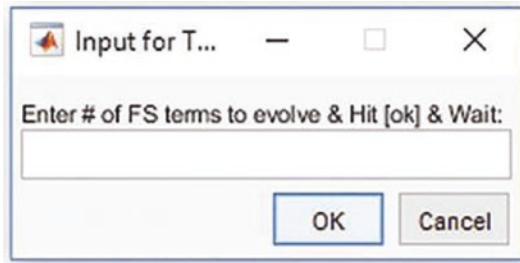 Input for T...
Enter # of FS terms to evolve & Hit [ok] & Wait:
OK Cancel